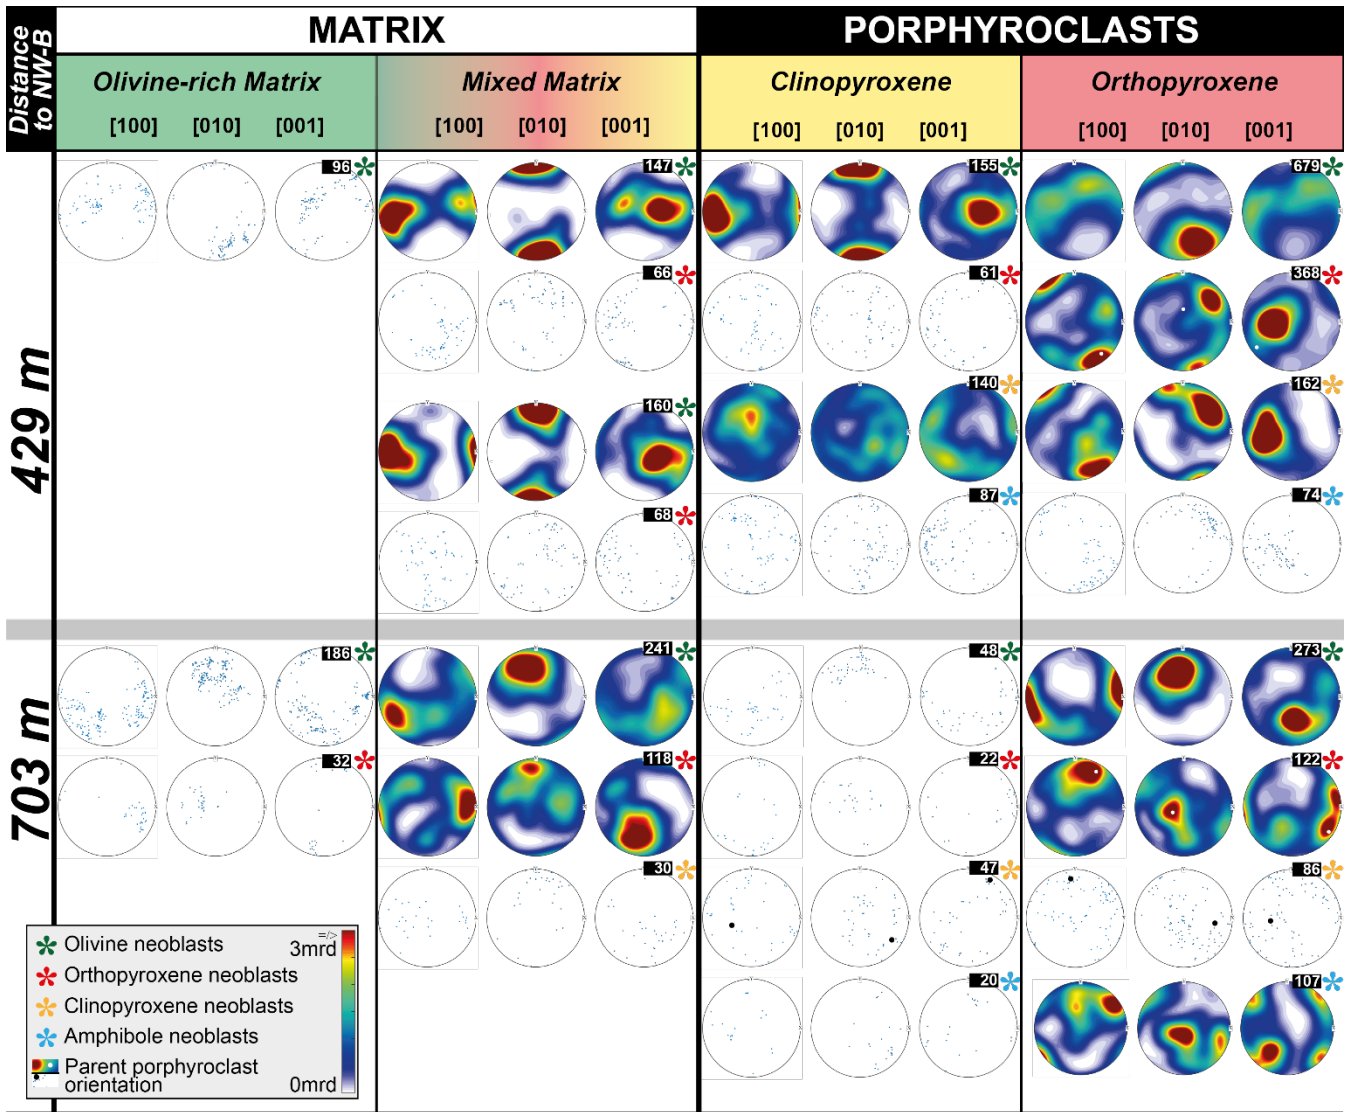 Distance to NW-B
MATRIX
PORPHYROCLASTS
Olivine-rich Matrix
Mixed Matrix
Clinopyroxene
Orthopyroxene
[100] [010] [001]
[100] [010] [001]
[100] [010] [001]
[100] [010] [001]
429 m
96
147
155
679
66
61
368
160
140
162
68
87
74
703 m
186
241
48
273
32
118
22
122
30
47
86
20
107
Olivine neoblasts
Orthopyroxene neoblasts
Clinopyroxene neoblasts
Amphibole neoblasts
Parent porphyroclast
orientation
=/>
3mrd
0mrd